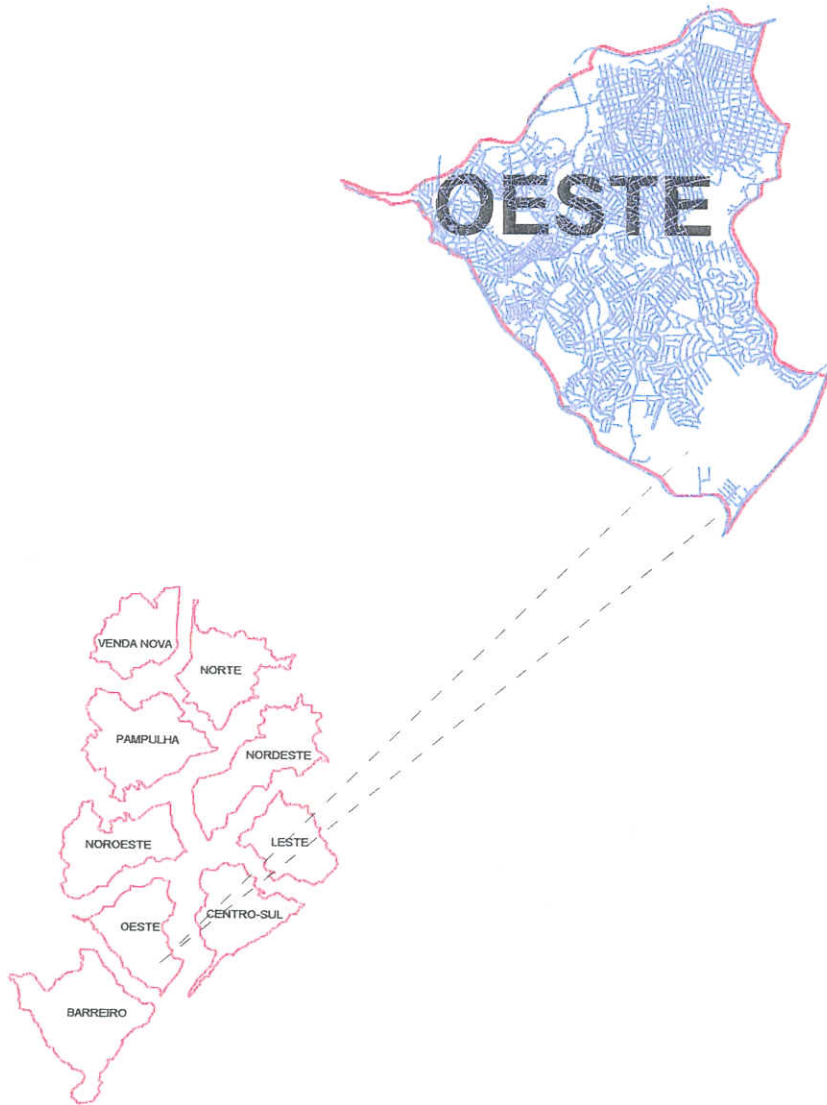 OESTE
VENDA NOVA
NORTE
PAMPULHA
NORDESTE
NOROESTE
LESTE
OESTE
CENTRO-SUL
BARREIRO